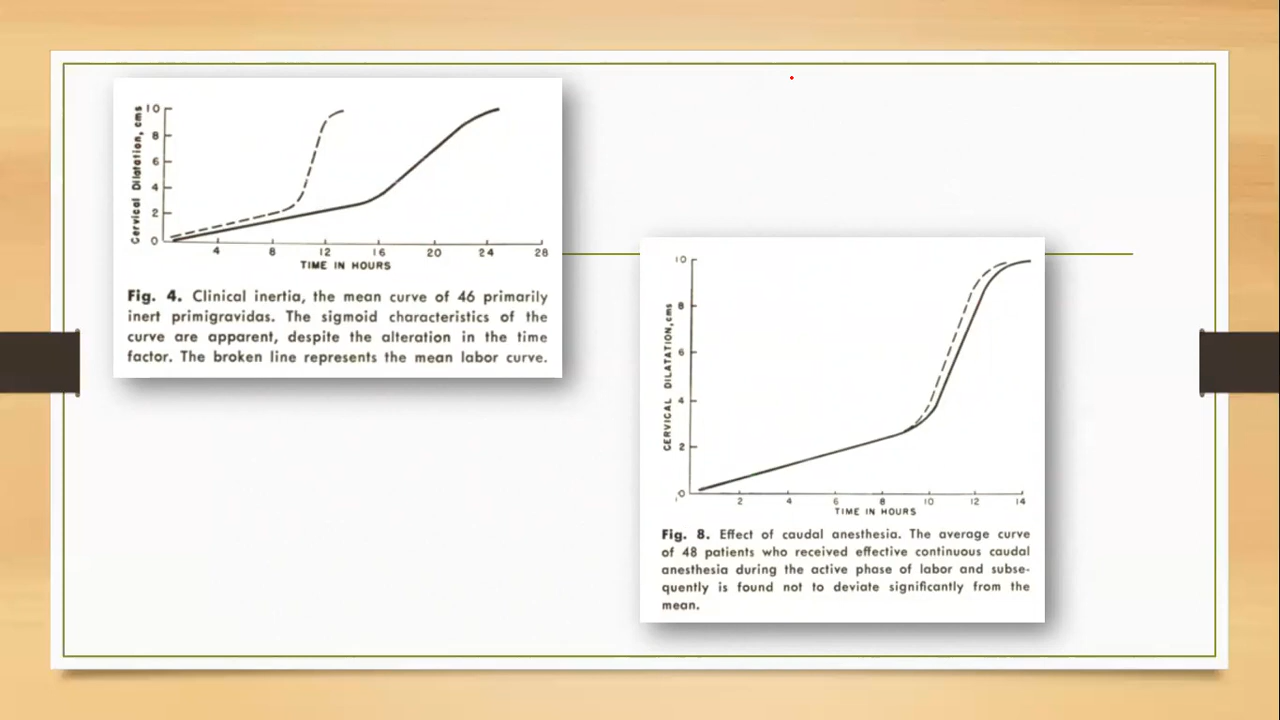 Cervical Dilatation, cms
10
8
6
4
2
0
4 8 12 16 20 24 28
TIME IN HOURS
Fig. 4. Clinical inertia, the mean curve of 46 primarily
inert primigravidas. The sigmoid characteristics of the
curve are apparent, despite the alteration in the time
factor. The broken line represents the mean labor curve.
CERVICAL DILATATION, cms
10
8
6
4
2
0
2 4 6 8 10 12 14
TIME IN HOURS
Fig. 8. Effect of caudal anesthesia. The average curve
of 48 patients who received effective continuous caudal
anesthesia during the active phase of labor and subse-
quently is found not to deviate significantly from the
mean.